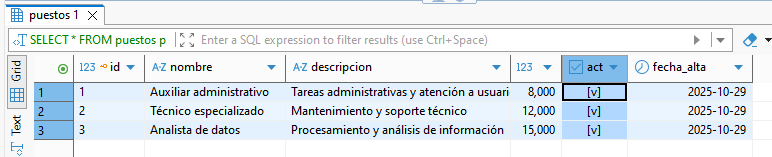 puestos 1
SELECT * FROM puestos p
Enter a SQL expression to filter results (use Ctrl+Space)
Grid
Text
123 id A-Z nombre A-Z descripcion 123 act fecha_alta
1 1 Auxiliar administrativo Tareas administrativas y atención a usuari 8,000 [v] 2025-10-29
2 2 Técnico especializado Mantenimiento y soporte técnico 12,000 [v] 2025-10-29
3 3 Analista de datos Procesamiento y análisis de información 15,000 [v] 2025-10-29